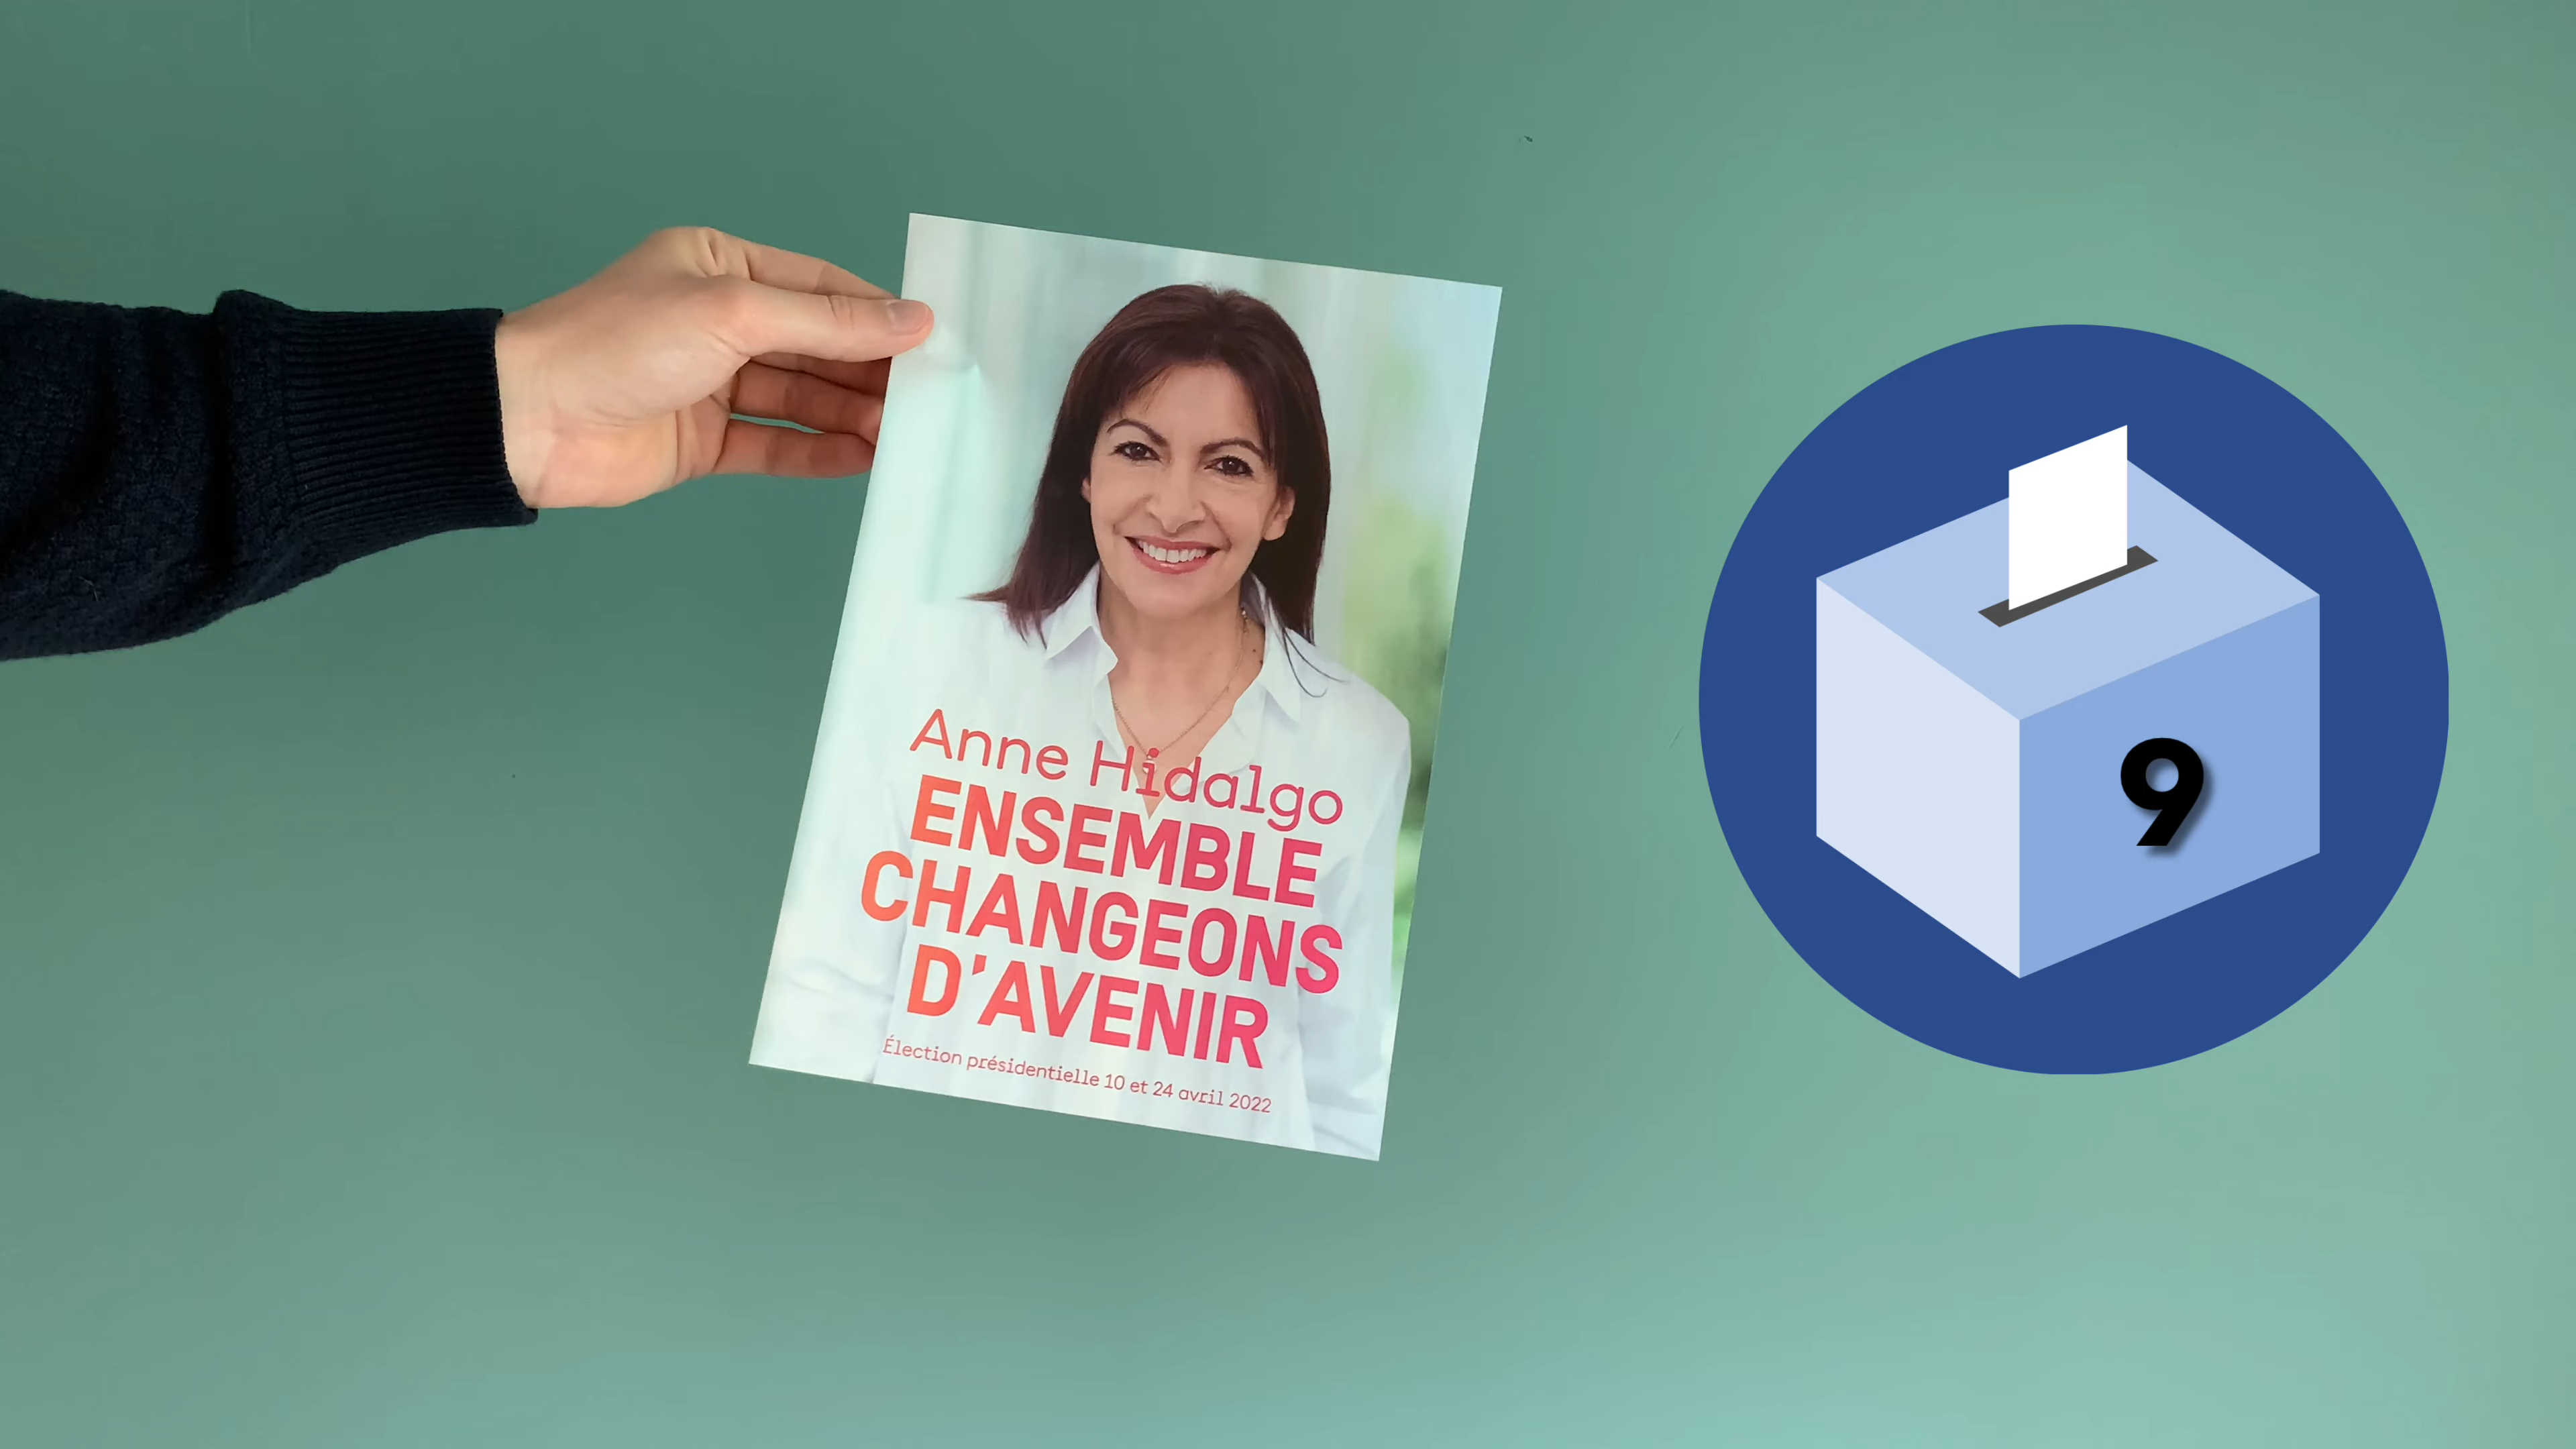 Anne Hidalgo
ENSEMBLE
CHANGEONS
D'AVENIR
Élection présidentielle 10 et 24 avril 2022
9